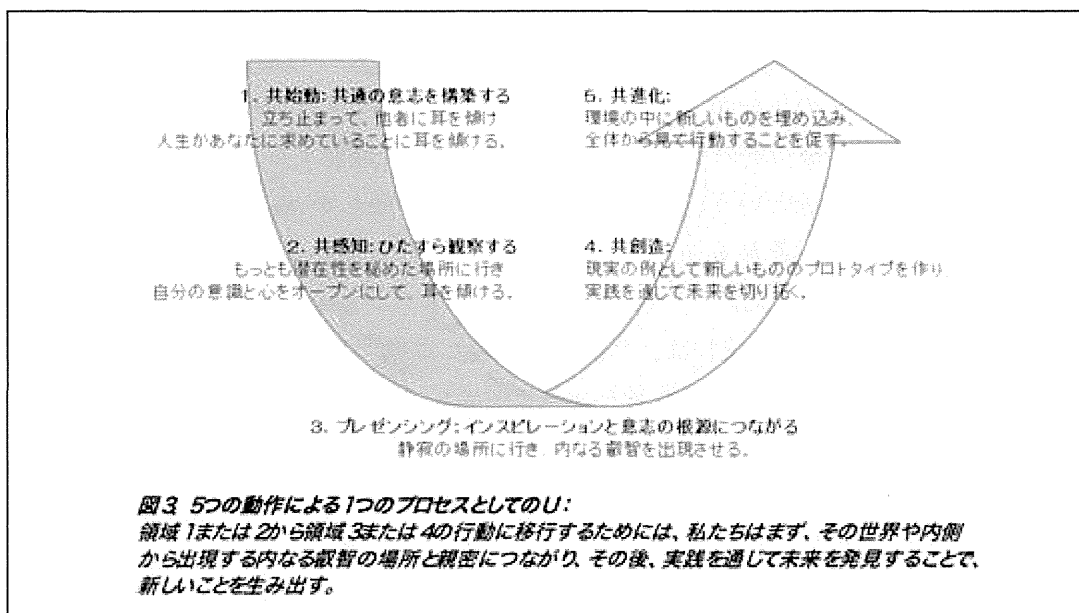 1. 共始動:共通の意志を構築する
立ち止まって、他者に耳を傾け
人生があなたに求めていることに耳を傾ける。
2. 共感知:ひたすら観察する
もっとも潜在性を秘めた場所に行き
自分の意識と心をオープンにして、耳を傾ける。
3. プレゼンシング:インスピレーションと意志の根源につながる
静寂の場所に行き、内なる叡智を出現させる。
4. 共創造:
現実の例として新しいもののプロトタイプを作り
実践を通じて未来を切り拓く。
5. 共進化:
環境の中に新しいものを埋め込み、
全体から見て行動することを促す。
図3. 5つの動作による1つのプロセスとしてのU:
領域1または2から領域3または4の行動に移行するためには、私たちはまず、その世界や内側
から出現する内なる叡智の場所と親密につながり、その後、実践を通じて未来を発見することで、
新しいことを生み出す。